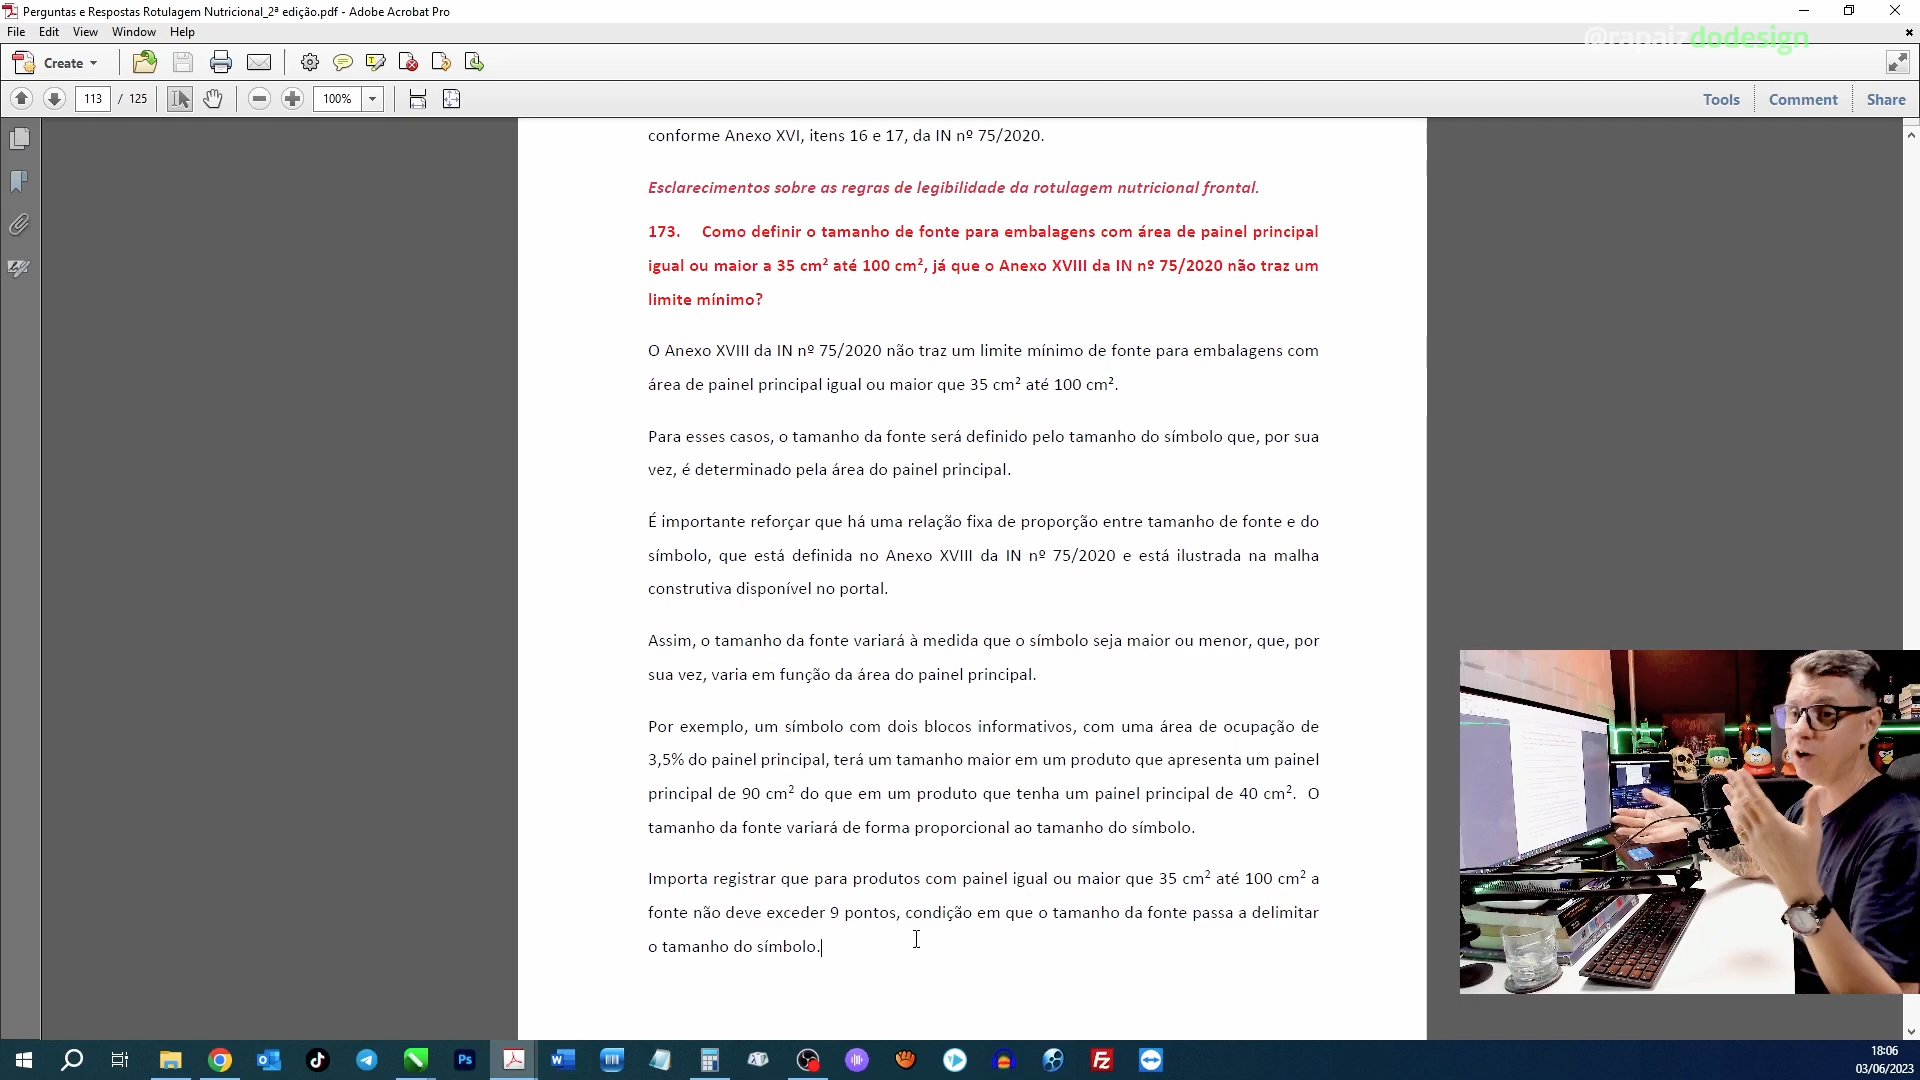 Perguntas e Respostas Rotulagem Nutricional_2ª edição.pdf - Adobe Acrobat Pro
File Edit View Window Help
@rapaizdodesign
Create
113 / 125
100%
Tools Comment Share
conforme Anexo XVI, itens 16 e 17, da IN nº 75/2020.
Esclarecimentos sobre as regras de legibilidade da rotulagem nutricional frontal.
173. Como definir o tamanho de fonte para embalagens com área de painel principal
igual ou maior a 35 cm² até 100 cm², já que o Anexo XVIII da IN nº 75/2020 não traz um
limite mínimo?
O Anexo XVIII da IN nº 75/2020 não traz um limite mínimo de fonte para embalagens com
área de painel principal igual ou maior que 35 cm² até 100 cm².
Para esses casos, o tamanho da fonte será definido pelo tamanho do símbolo que, por sua
vez, é determinado pela área do painel principal.
É importante reforçar que há uma relação fixa de proporção entre tamanho de fonte e do
símbolo, que está definida no Anexo XVIII da IN nº 75/2020 e está ilustrada na malha
construtiva disponível no portal.
Assim, o tamanho da fonte variará à medida que o símbolo seja maior ou menor, que, por
sua vez, varia em função da área do painel principal.
Por exemplo, um símbolo com dois blocos informativos, com uma área de ocupação de
3,5% do painel principal, terá um tamanho maior em um produto que apresenta um painel
principal de 90 cm² do que em um produto que tenha um painel principal de 40 cm². O
tamanho da fonte variará de forma proporcional ao tamanho do símbolo.
Importa registrar que para produtos com painel igual ou maior que 35 cm² até 100 cm² a
fonte não deve exceder 9 pontos, condição em que o tamanho da fonte passa a delimitar
o tamanho do símbolo.
Ps
18:06
03/06/2023